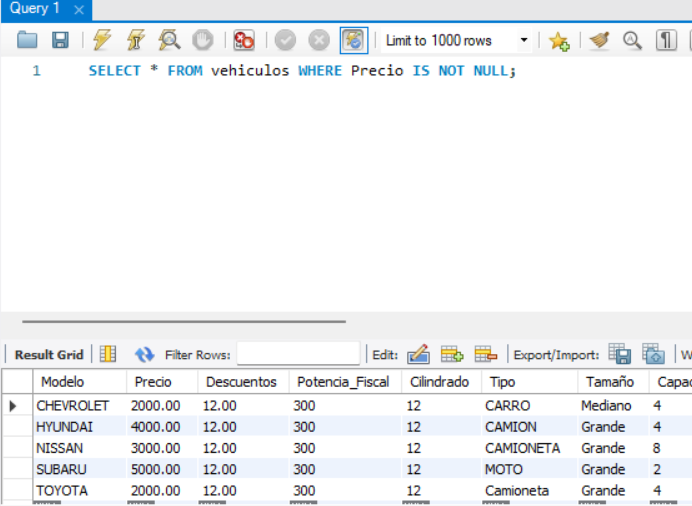 Query 1
Limit to 1000 rows
1 SELECT * FROM vehiculos WHERE Precio IS NOT NULL;
Result Grid Filter Rows: Edit: Export/Import:
Modelo Precio Descuentos Potencia_Fiscal Cilindrado Tipo Tamaño
CHEVROLET 2000.00 12.00 300 12 CARRO Mediano 4
HYUNDAI 4000.00 12.00 300 12 CAMION Grande 4
NISSAN 3000.00 12.00 300 12 CAMIONETA Grande 8
SUBARU 5000.00 12.00 300 12 MOTO Grande 2
TOYOTA 2000.00 12.00 300 12 Camioneta Grande 4